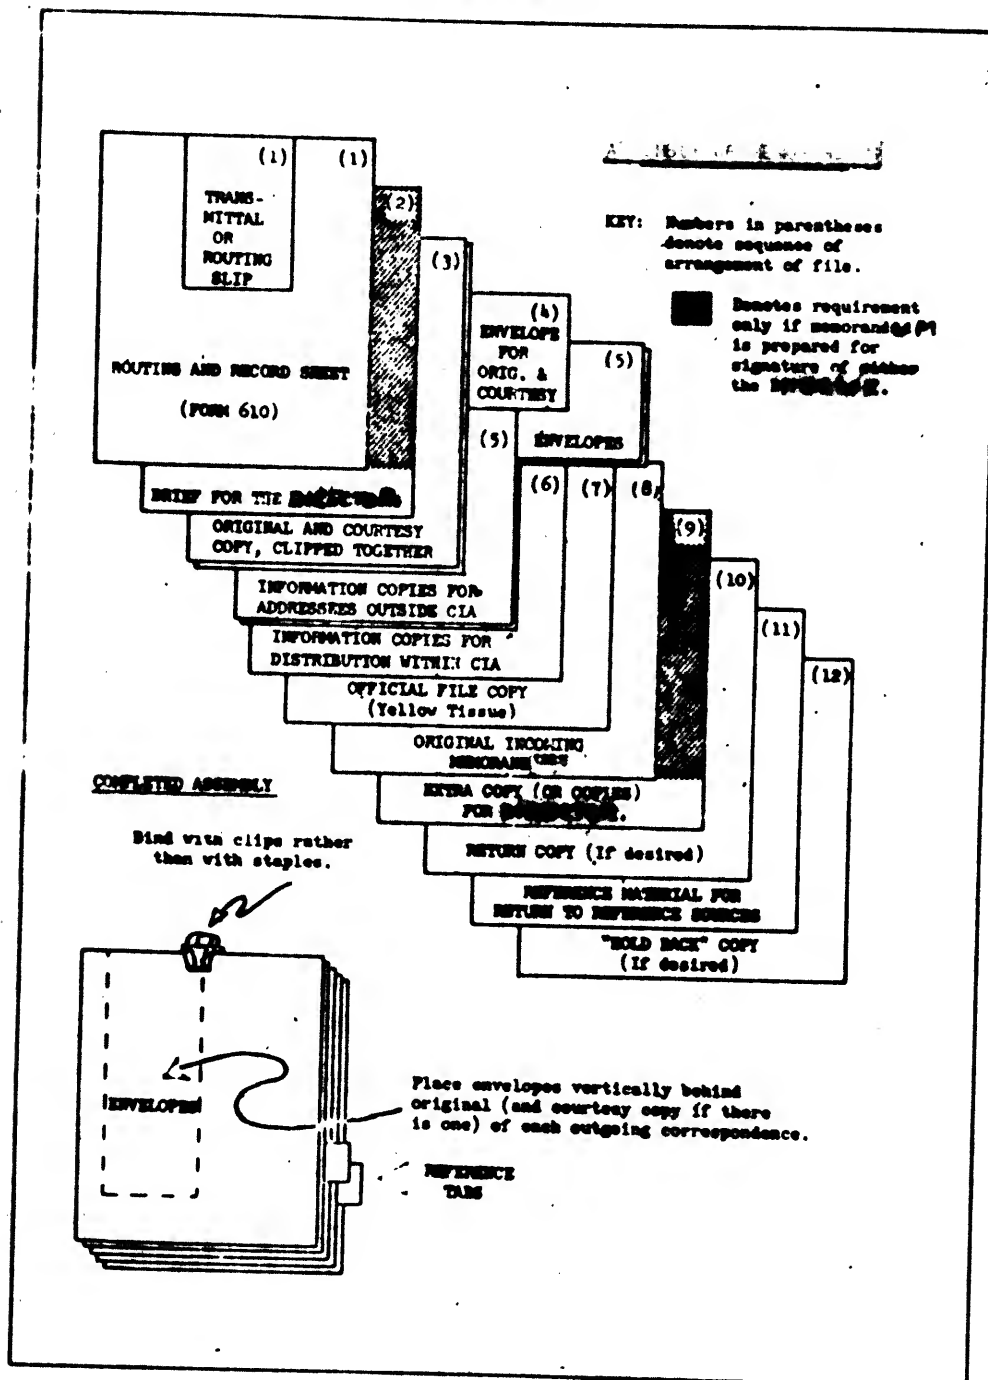 (1)
(1)
TRANS-
MITTAL
OR
ROUTING
SLIP
ROUTING AND RECORD SHEET
(FORM 610)
(2)
BRIEF FOR THE
(3)
ORIGINAL AND COURTESY
COPY, CLIPPED TOGETHER
(4)
ENVELOPE
FOR
ORIG. &
COURTESY
(5)
ENVELOPES
(5)
INFORMATION COPIES FOR
ADDRESSEES OUTSIDE CIA
(6)
INFORMATION COPIES FOR
DISTRIBUTION WITHIN CIA
(7)
OFFICIAL FILE COPY
(Yellow Tissue)
(8)
ORIGINAL INCOMING
(9)
EXTRA COPY (OR COPIES)
FOR
(10)
RETURN COPY (If desired)
(11)
REFERENCE MATERIAL FOR
RETURN TO REFERENCE SOURCES
(12)
"HOLD BACK" COPY
(If desired)
KEY: Numbers in parentheses
denote sequence of
arrangement of file.
Denotes requirement
only if
is prepared for
signature of either
the
COMPLETED ASSEMBLY
Bind with clips rather
than with staples.
ENVELOPES
Place envelopes vertically behind
original (and courtesy copy if there
is one) of each outgoing correspondence.
REFERENCE
TABS